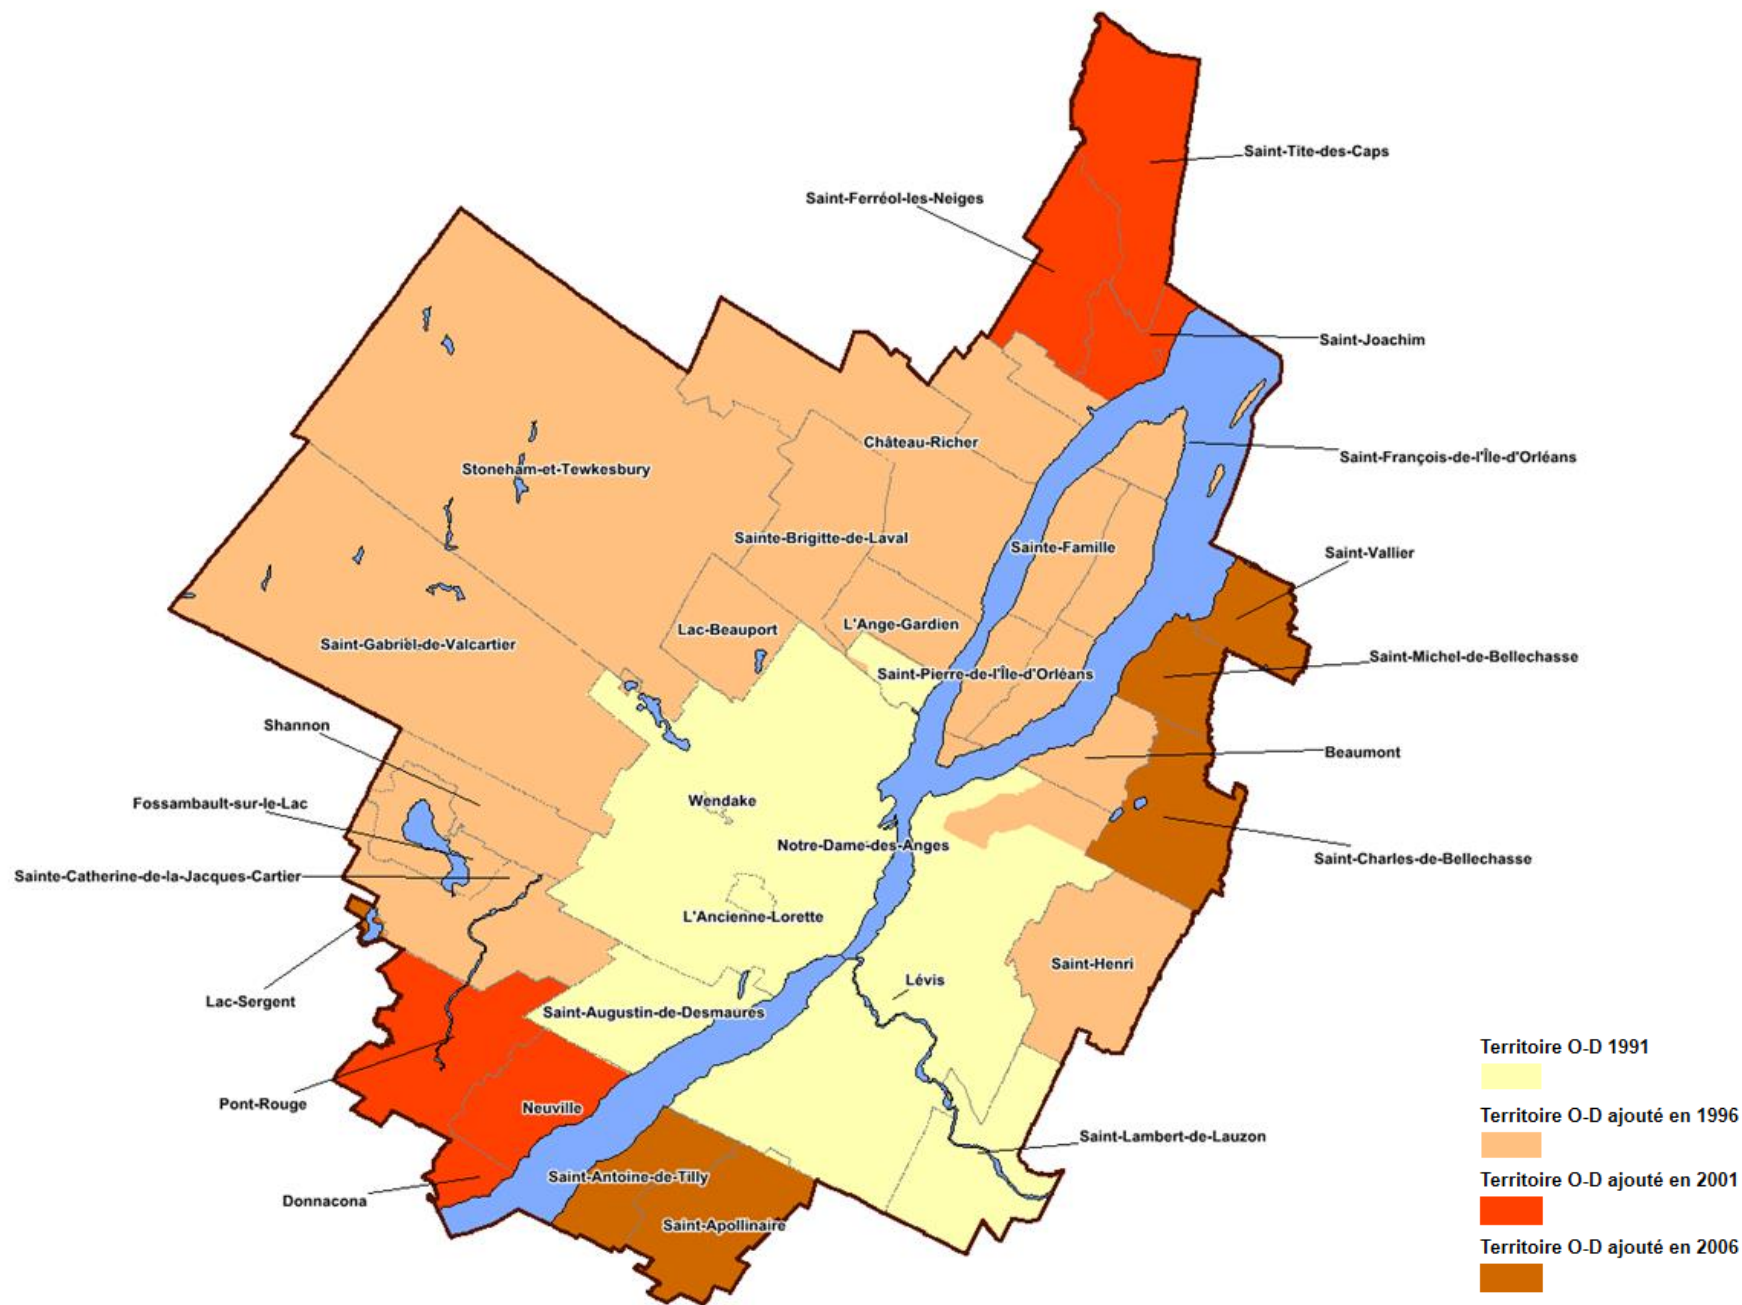 Saint-Tite-des-Caps
Saint-Ferréol-les-Neiges
Saint-Joachim
Château-Richer
Saint-François-de-l'Île-d'Orléans
Stoneham-et-Tewkesbury
Sainte-Brigitte-de-Laval
Sainte-Famille
Saint-Vallier
Lac-Beauport
L'Ange-Gardien
Saint-Gabriel-de-Valcartier
Saint-Michel-de-Bellechasse
Saint-Pierre-de-l'Île-d'Orléans
Shannon
Beaumont
Fossambault-sur-le-Lac
Wendake
Notre-Dame-des-Anges
Saint-Charles-de-Bellechasse
Sainte-Catherine-de-la-Jacques-Cartier
L'Ancienne-Lorette
Saint-Henri
Lévis
Lac-Sergent
Saint-Augustin-de-Desmaures
Pont-Rouge
Neuville
Saint-Lambert-de-Lauzon
Saint-Antoine-de-Tilly
Donnacona
Saint-Apollinaire
Territoire O-D 1991
Territoire O-D ajouté en 1996
Territoire O-D ajouté en 2001
Territoire O-D ajouté en 2006